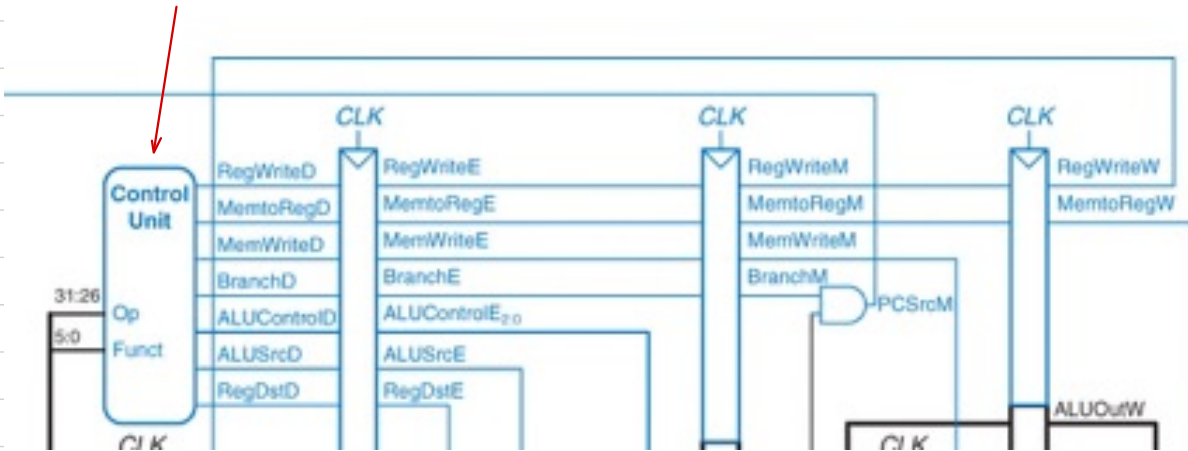 CLK CLK CLK
RegWriteD RegWriteE RegWriteM RegWriteW
Control Unit
MemtoRegD MemtoRegE MemtoRegM MemtoRegW
MemWriteD MemWriteE MemWriteM
BranchD BranchE BranchM
31:26 Op
ALUControlD ALUControlE2:0 PCSrcM
5:0 Funct
ALUSrcD ALUSrcE
RegDstD RegDstE
ALUOutW
CLK CLK